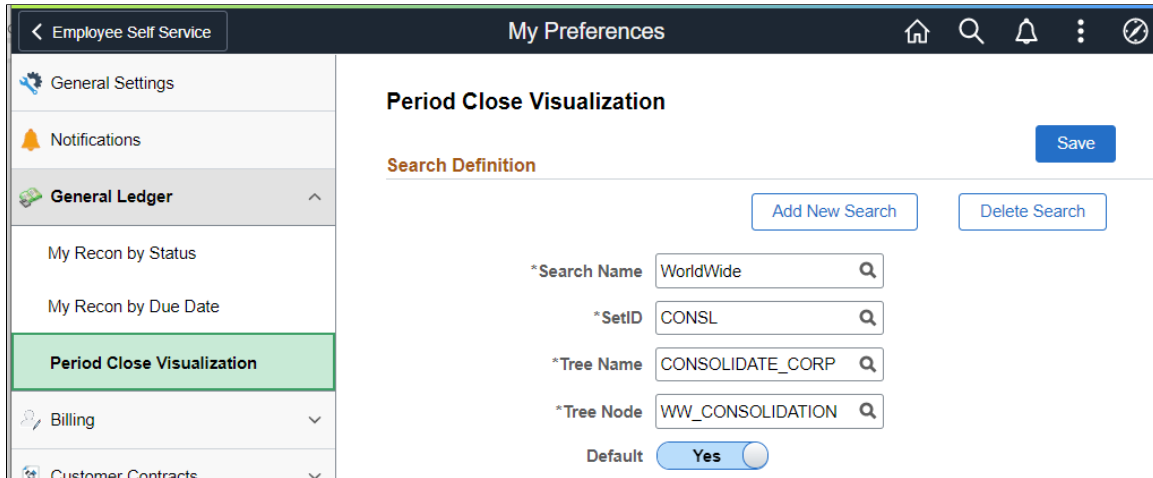 Employee Self Service
My Preferences
General Settings
Notifications
General Ledger
My Recon by Status
My Recon by Due Date
Period Close Visualization
Billing
Customer Contracts
Period Close Visualization
Save
Search Definition
Add New Search
Delete Search
*Search Name WorldWide
*SetID CONSL
*Tree Name CONSOLIDATE_CORP
*Tree Node WW_CONSOLIDATION
Default Yes